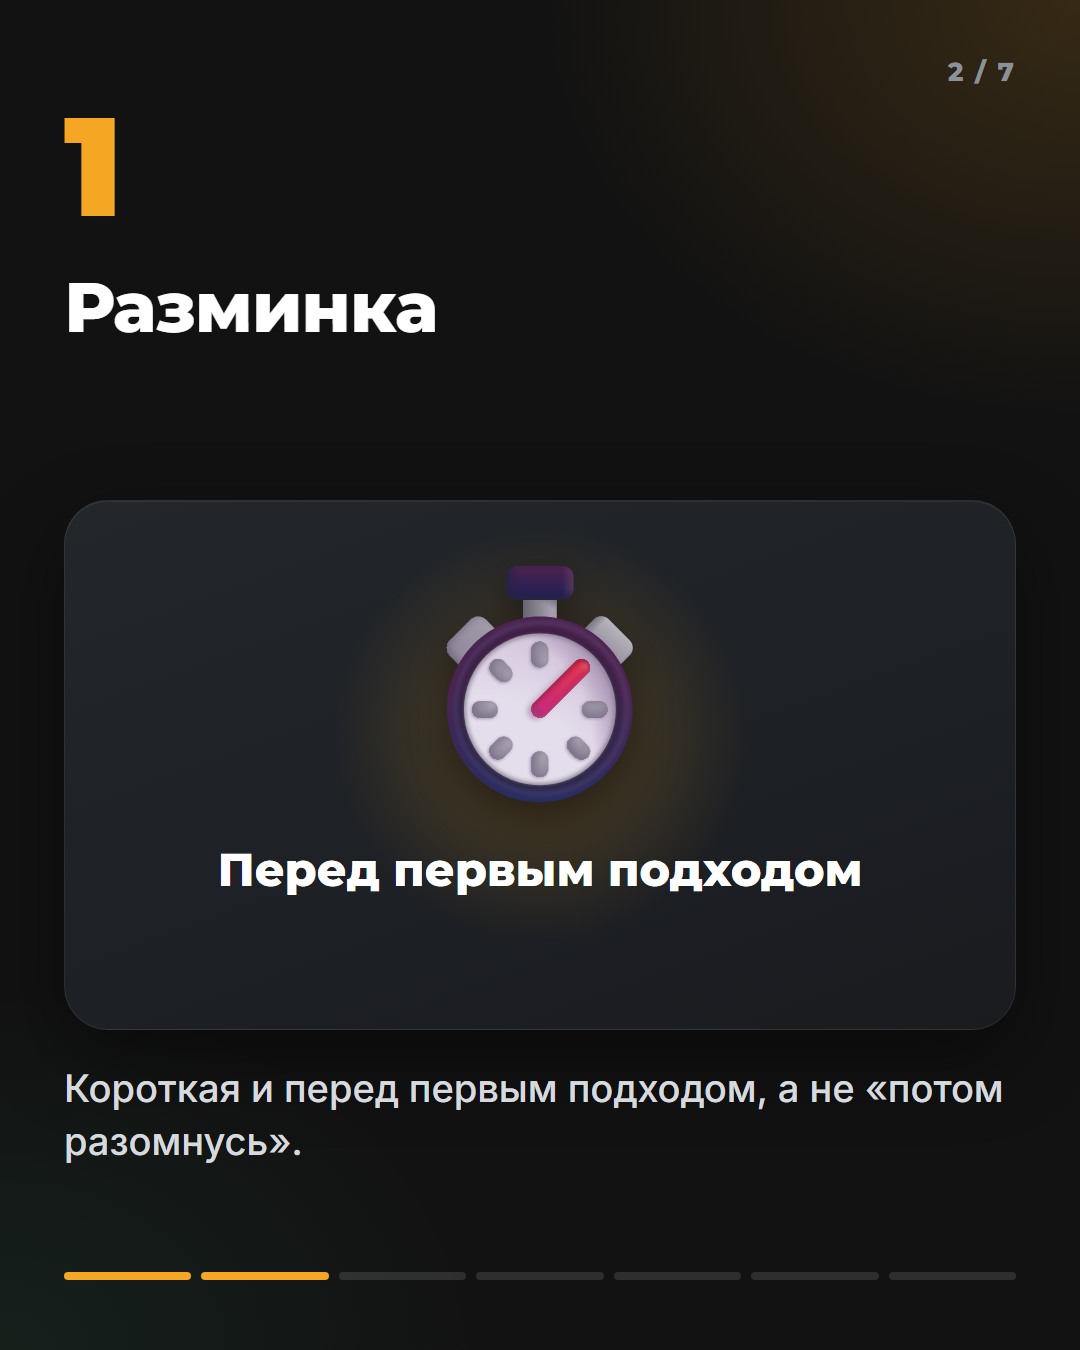 2 / 7
1
Разминка
Перед первым подходом
Короткая и перед первым подходом, а не «потом
разомнусь».